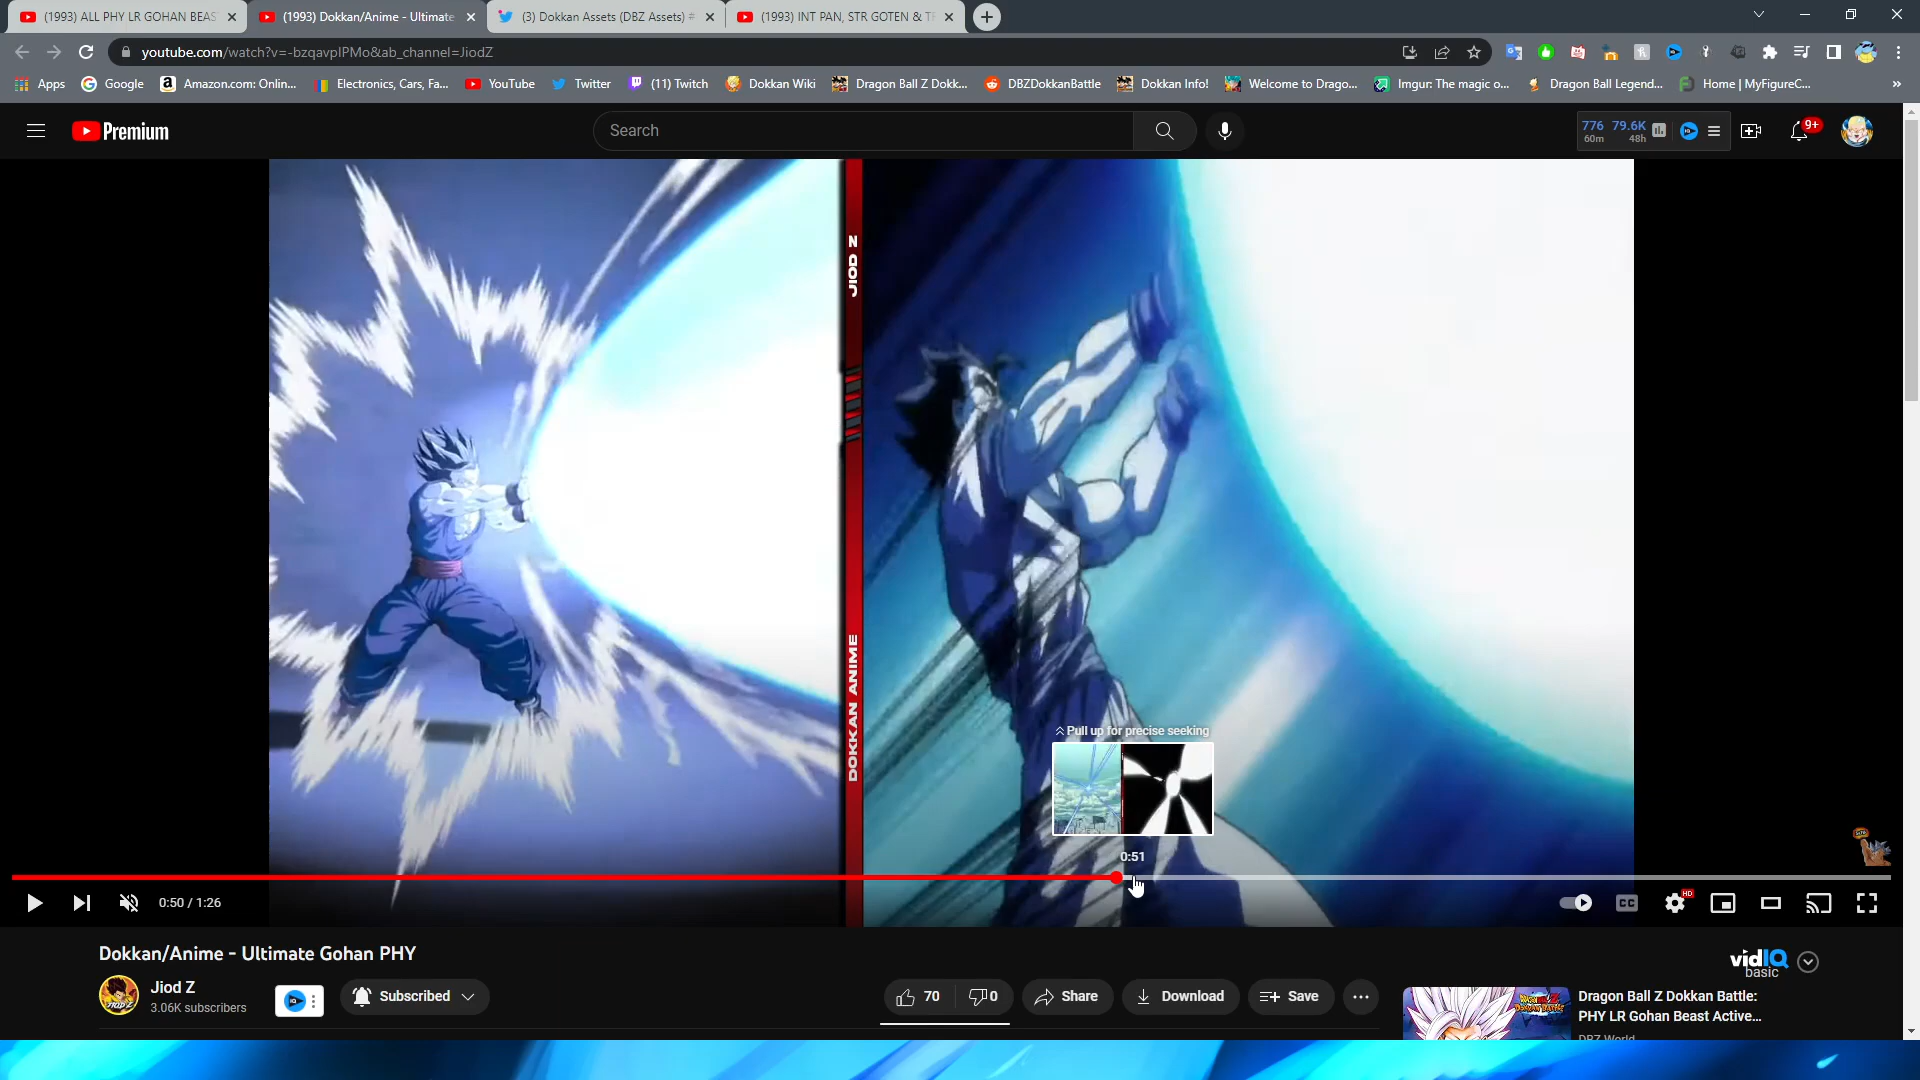 (1993) ALL PHY LR GOHAN BEAS
(1993) Dokkan/Anime - Ultimate
(3) Dokkan Assets (DBZ Assets) #
(1993) INT PAN, STR GOTEN & T
youtube.com/watch?v=-bzqavpIPMo&ab_channel=JiodZ
Apps
Google
Amazon.com: Onlin...
Electronics, Cars, Fa...
YouTube
Twitter
(11) Twitch
Dokkan Wiki
Dragon Ball Z Dokk...
DBZDokkanBattle
Dokkan Info!
Welcome to Drago...
Imgur: The magic o...
Dragon Ball Legend...
Home | MyFigureC...
Premium
Search
776 79.6K
60m 48h
9+
JIOD Z
DOKKAN ANIME
Pull up for precise seeking
0:51
0:50 / 1:26
CC
HD
Dokkan/Anime - Ultimate Gohan PHY
vidIQ
basic
Jiod Z
3.06K subscribers
Subscribed
70
0
Share
Download
Save
Dragon Ball Z Dokkan Battle:
PHY LR Gohan Beast Active...
DBZ World